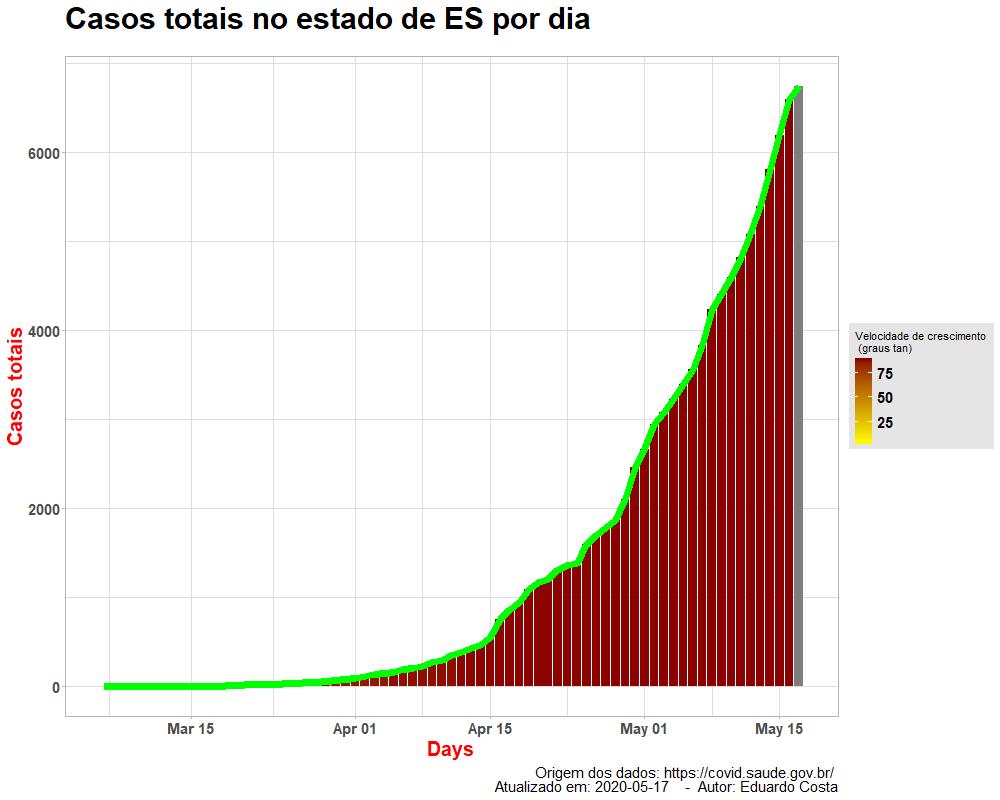 Casos totais no estado de ES por dia
Casos totais
6000
4000
2000
0
Mar 15
Apr 01
Apr 15
May 01
May 15
Days
Velocidade de crescimento
(graus tan)
75
50
25
Origem dos dados: https://covid.saude.gov.br/
Atualizado em: 2020-05-17 - Autor: Eduardo Costa